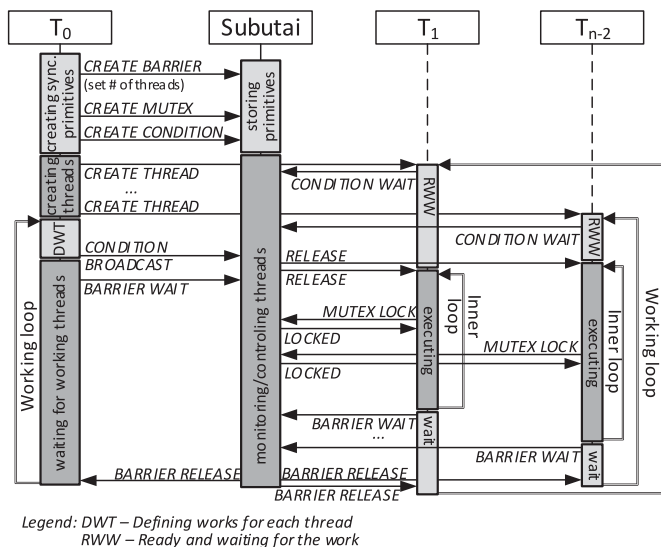 T0
Subutai
T1
Tn-2
creating sync.
primitives
CREATE BARRIER
(set # of threads)
CREATE MUTEX
CREATE CONDITION
storing
primitives
creating
threads
CREATE THREAD
...
CREATE THREAD
CONDITION WAIT
RWW
CONDITION WAIT
RWW
DWT
CONDITION
BROADCAST
BARRIER WAIT
RELEASE
RELEASE
Working loop
waiting for working threads
monitoring/controling threads
MUTEX LOCK
LOCKED
executing
Inner
loop
MUTEX LOCK
LOCKED
executing
Inner loop
Working loop
BARRIER WAIT
...
wait
BARRIER WAIT
wait
BARRIER RELEASE
BARRIER RELEASE
BARRIER RELEASE
Legend: DWT – Defining works for each thread
RWW – Ready and waiting for the work